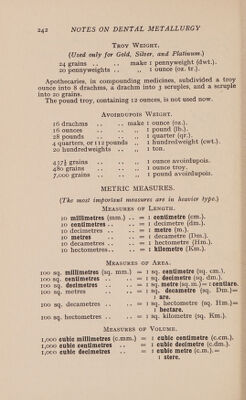 242 NOTES ON DENTAL METALLURGY
Troy Weight.
(Used only for Gold, Silver, and Platinum.)
24 grains .. .. make 1 pennyweight (dwt.).
20 pennyweights .. ,, 1 ounce (oz. tr.).
Apothecaries, in compounding medicines, subdivided a troy
ounce into 8 drachms, a drachm into 3 scruples, and a scruple
into 20 grains.
The pound troy, containing 12 ounces, is not used now.
Avoirdupois Weight.
16 drachms .. .. make 1 ounce (oz.).
16 ounces .. .. ,, 1 pound (lb.).
28 pounds .. .. ,, 1 quarter (qr.).
4 quarters, or 112 pounds ,, 1 hundredweight (cwt.).
20 hundredweights .. ,, 1 ton.
437½ grains .. .. ,, 1 ounce avoirdupois.
480 grains .. .. ,, 1 ounce troy.
7,000 grains .. .. ,, 1 pound avoirdupois.
METRIC MEASURES.
(The most important measures are in heavier type.)
Measures of Length.
10 millimetres (mm.) .. = 1 centimetre (cm.).
10 centimetres .. .. = 1 decimetre (dm.).
10 decimetres .. .. = 1 metre (m.).
10 metres .. .. = 1 decametre (Dm.).
10 decametres .. .. = 1 hectometre (Hm.).
10 hectometres .. .. = 1 kilometre (Km.).
Measures of Area.
100 sq. millimetres (sq. mm.) = 1 sq. centimetre (sq. cm.).
100 sq. centimetres .. = 1 sq. decimetre (sq. dm.).
100 sq. decimetres .. = 1 sq. metre (sq. m.) = 1 centiare.
100 sq. metres .. = 1 sq. decametre (sq. Dm.)=
1 are.
100 sq. decametres .. = 1 sq. hectometre (sq. Hm.)=
1 hectare.
100 sq. hectometres .. = 1 sq. kilometre (sq. Km.).
Measures of Volume.
1,000 cubic millimetres (c.mm.) = 1 cubic centimetre (c.cm.).
1,000 cubic centimetres .. = 1 cubic decimetre (c.dm.).
1,000 cubic decimetres .. = 1 cubic metre (c.m.)=
1 stere.